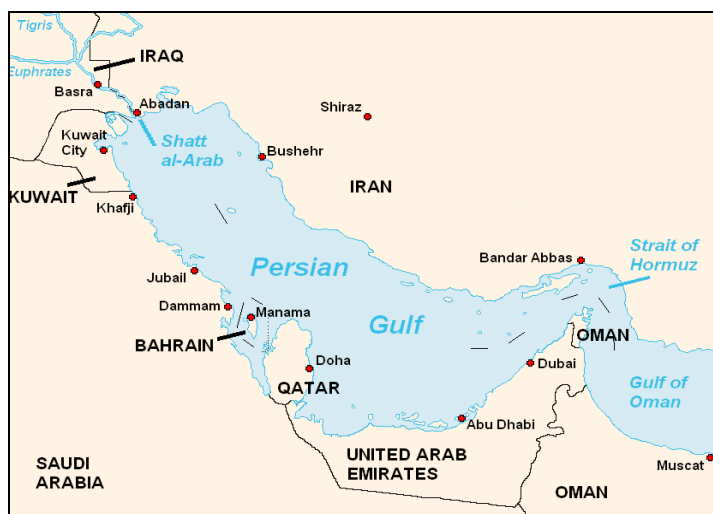 Tigris
IRAQ
Euphrates
Basra
Abadan
Shiraz
Kuwait
City
Shatt
al-Arab
Bushehr
KUWAIT
IRAN
Khafji
Strait of
Hormuz
Bandar Abbas
Persian
Jubail
Dammam
Manama
Gulf
BAHRAIN
OMAN
Doha
Dubai
QATAR
Gulf of
Oman
Abu Dhabi
UNITED ARAB
EMIRATES
SAUDI
ARABIA
Muscat
OMAN